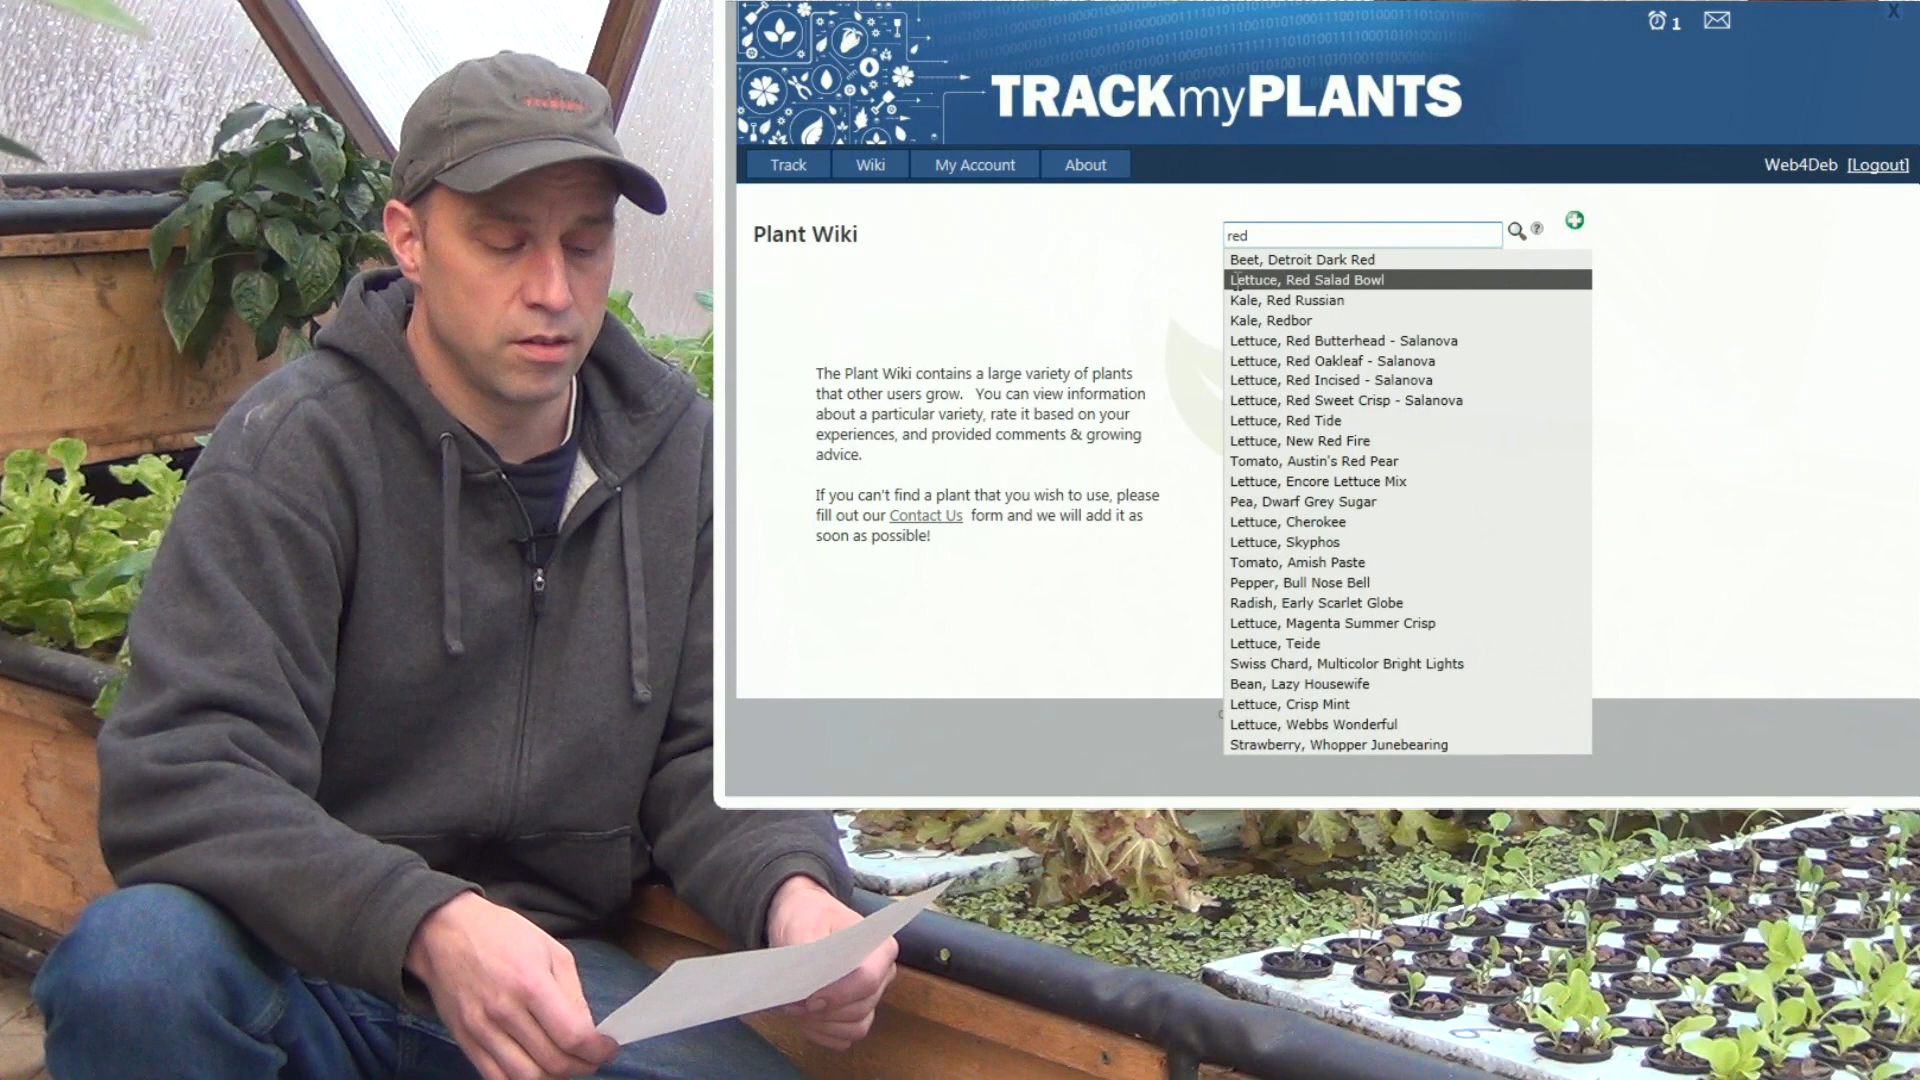 1
X
TRACKmyPLANTS
Track
Wiki
My Account
About
Web4Deb [Logout]
Plant Wiki
red
Beet, Detroit Dark Red
Lettuce, Red Salad Bowl
Kale, Red Russian
Kale, Redbor
Lettuce, Red Butterhead - Salanova
Lettuce, Red Oakleaf - Salanova
Lettuce, Red Incised - Salanova
Lettuce, Red Sweet Crisp - Salanova
Lettuce, Red Tide
Lettuce, New Red Fire
Tomato, Austin's Red Pear
Lettuce, Encore Lettuce Mix
Pea, Dwarf Grey Sugar
Lettuce, Cherokee
Lettuce, Skyphos
Tomato, Amish Paste
Pepper, Bull Nose Bell
Radish, Early Scarlet Globe
Lettuce, Magenta Summer Crisp
Lettuce, Teide
Swiss Chard, Multicolor Bright Lights
Bean, Lazy Housewife
Lettuce, Crisp Mint
Lettuce, Webbs Wonderful
Strawberry, Whopper Junebearing
The Plant Wiki contains a large variety of plants
that other users grow. You can view information
about a particular variety, rate it based on your
experiences, and provided comments & growing
advice.
If you can't find a plant that you wish to use, please
fill out our Contact Us form and we will add it as
soon as possible!